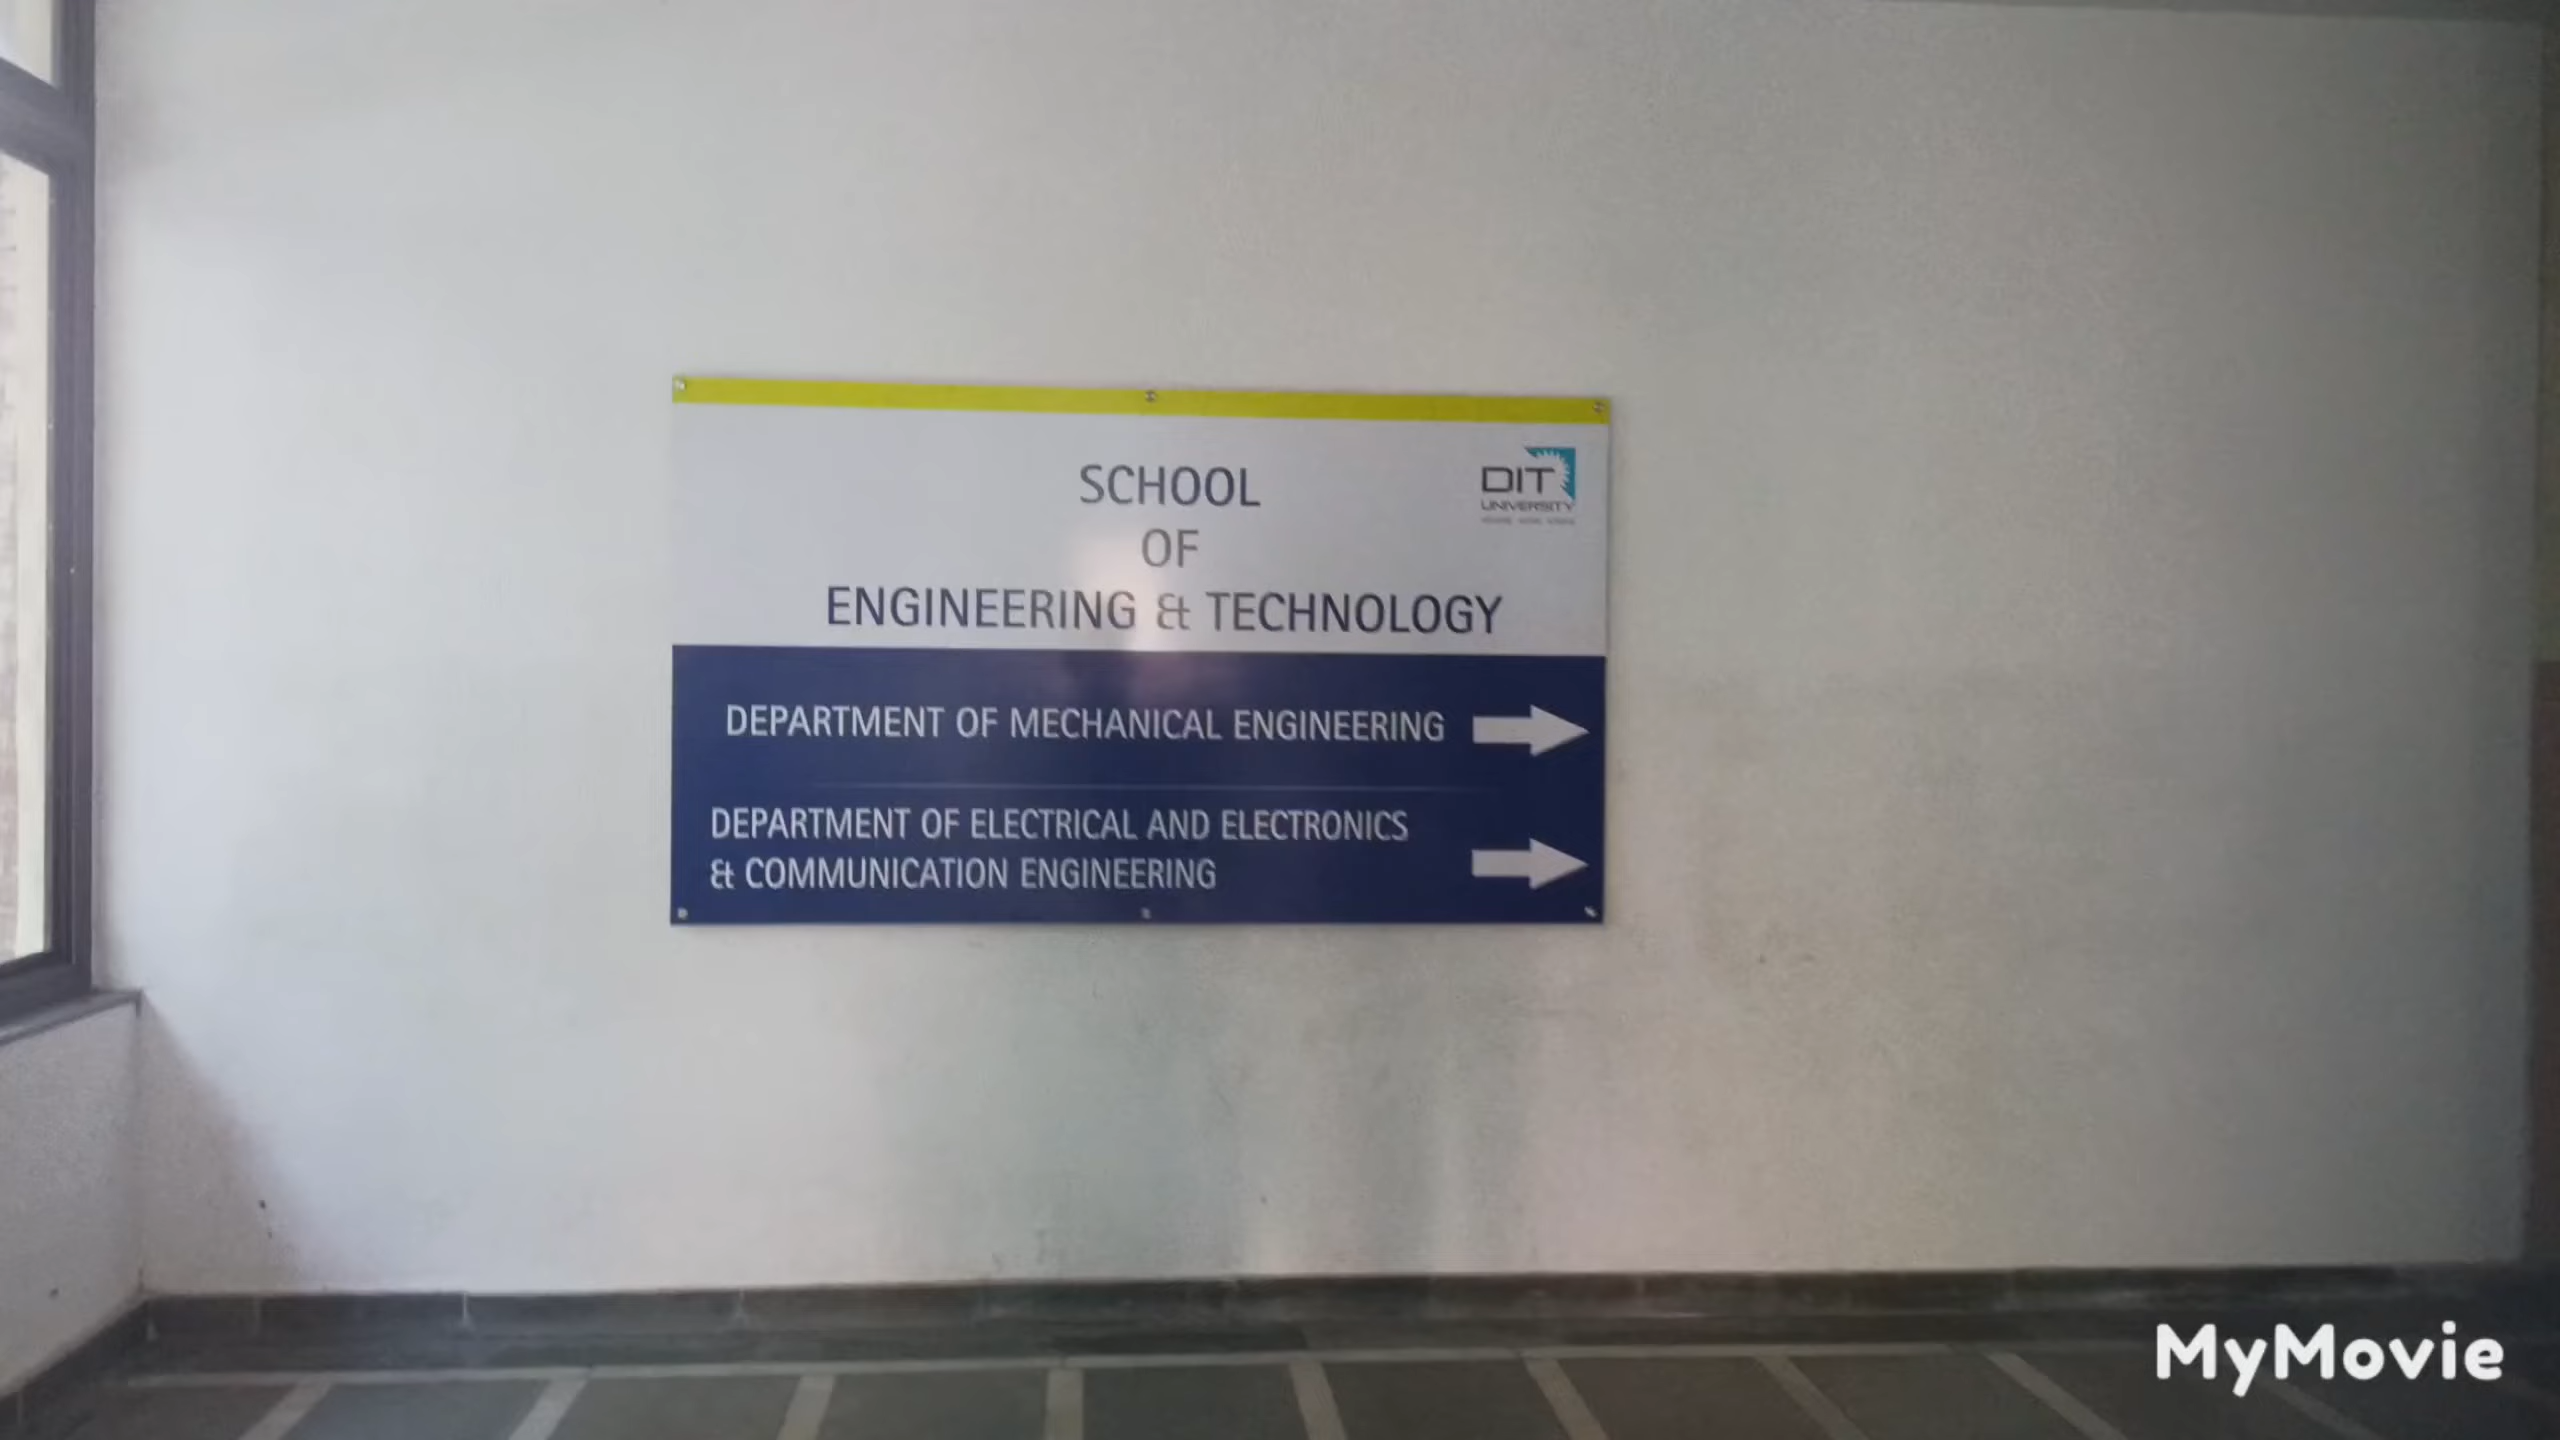 SCHOOL
OF
ENGINEERING & TECHNOLOGY
DIT
UNIVERSITY
DEPARTMENT OF MECHANICAL ENGINEERING
DEPARTMENT OF ELECTRICAL AND ELECTRONICS
& COMMUNICATION ENGINEERING
MyMovie